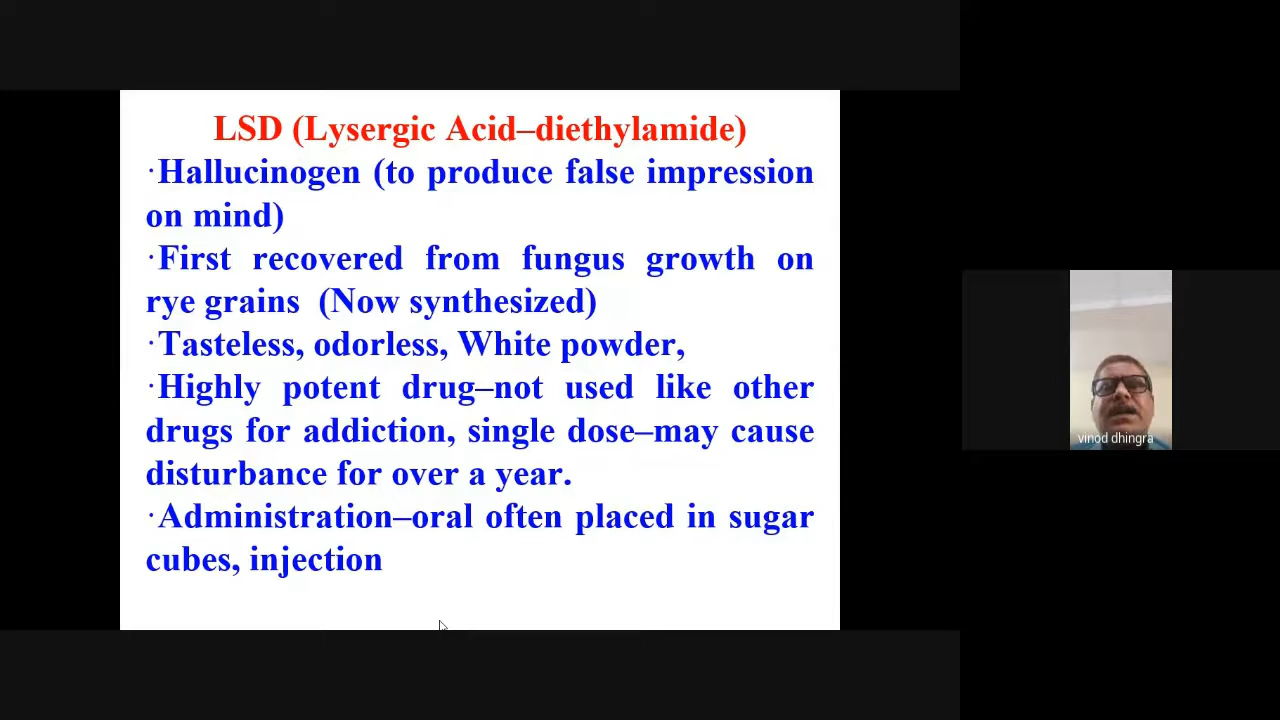 LSD (Lysergic Acid–diethylamide)
·Hallucinogen (to produce false impression
on mind)
·First recovered from fungus growth on
rye grains (Now synthesized)
·Tasteless, odorless, White powder,
·Highly potent drug–not used like other
drugs for addiction, single dose–may cause
disturbance for over a year.
·Administration–oral often placed in sugar
cubes, injection
vinod dhingra